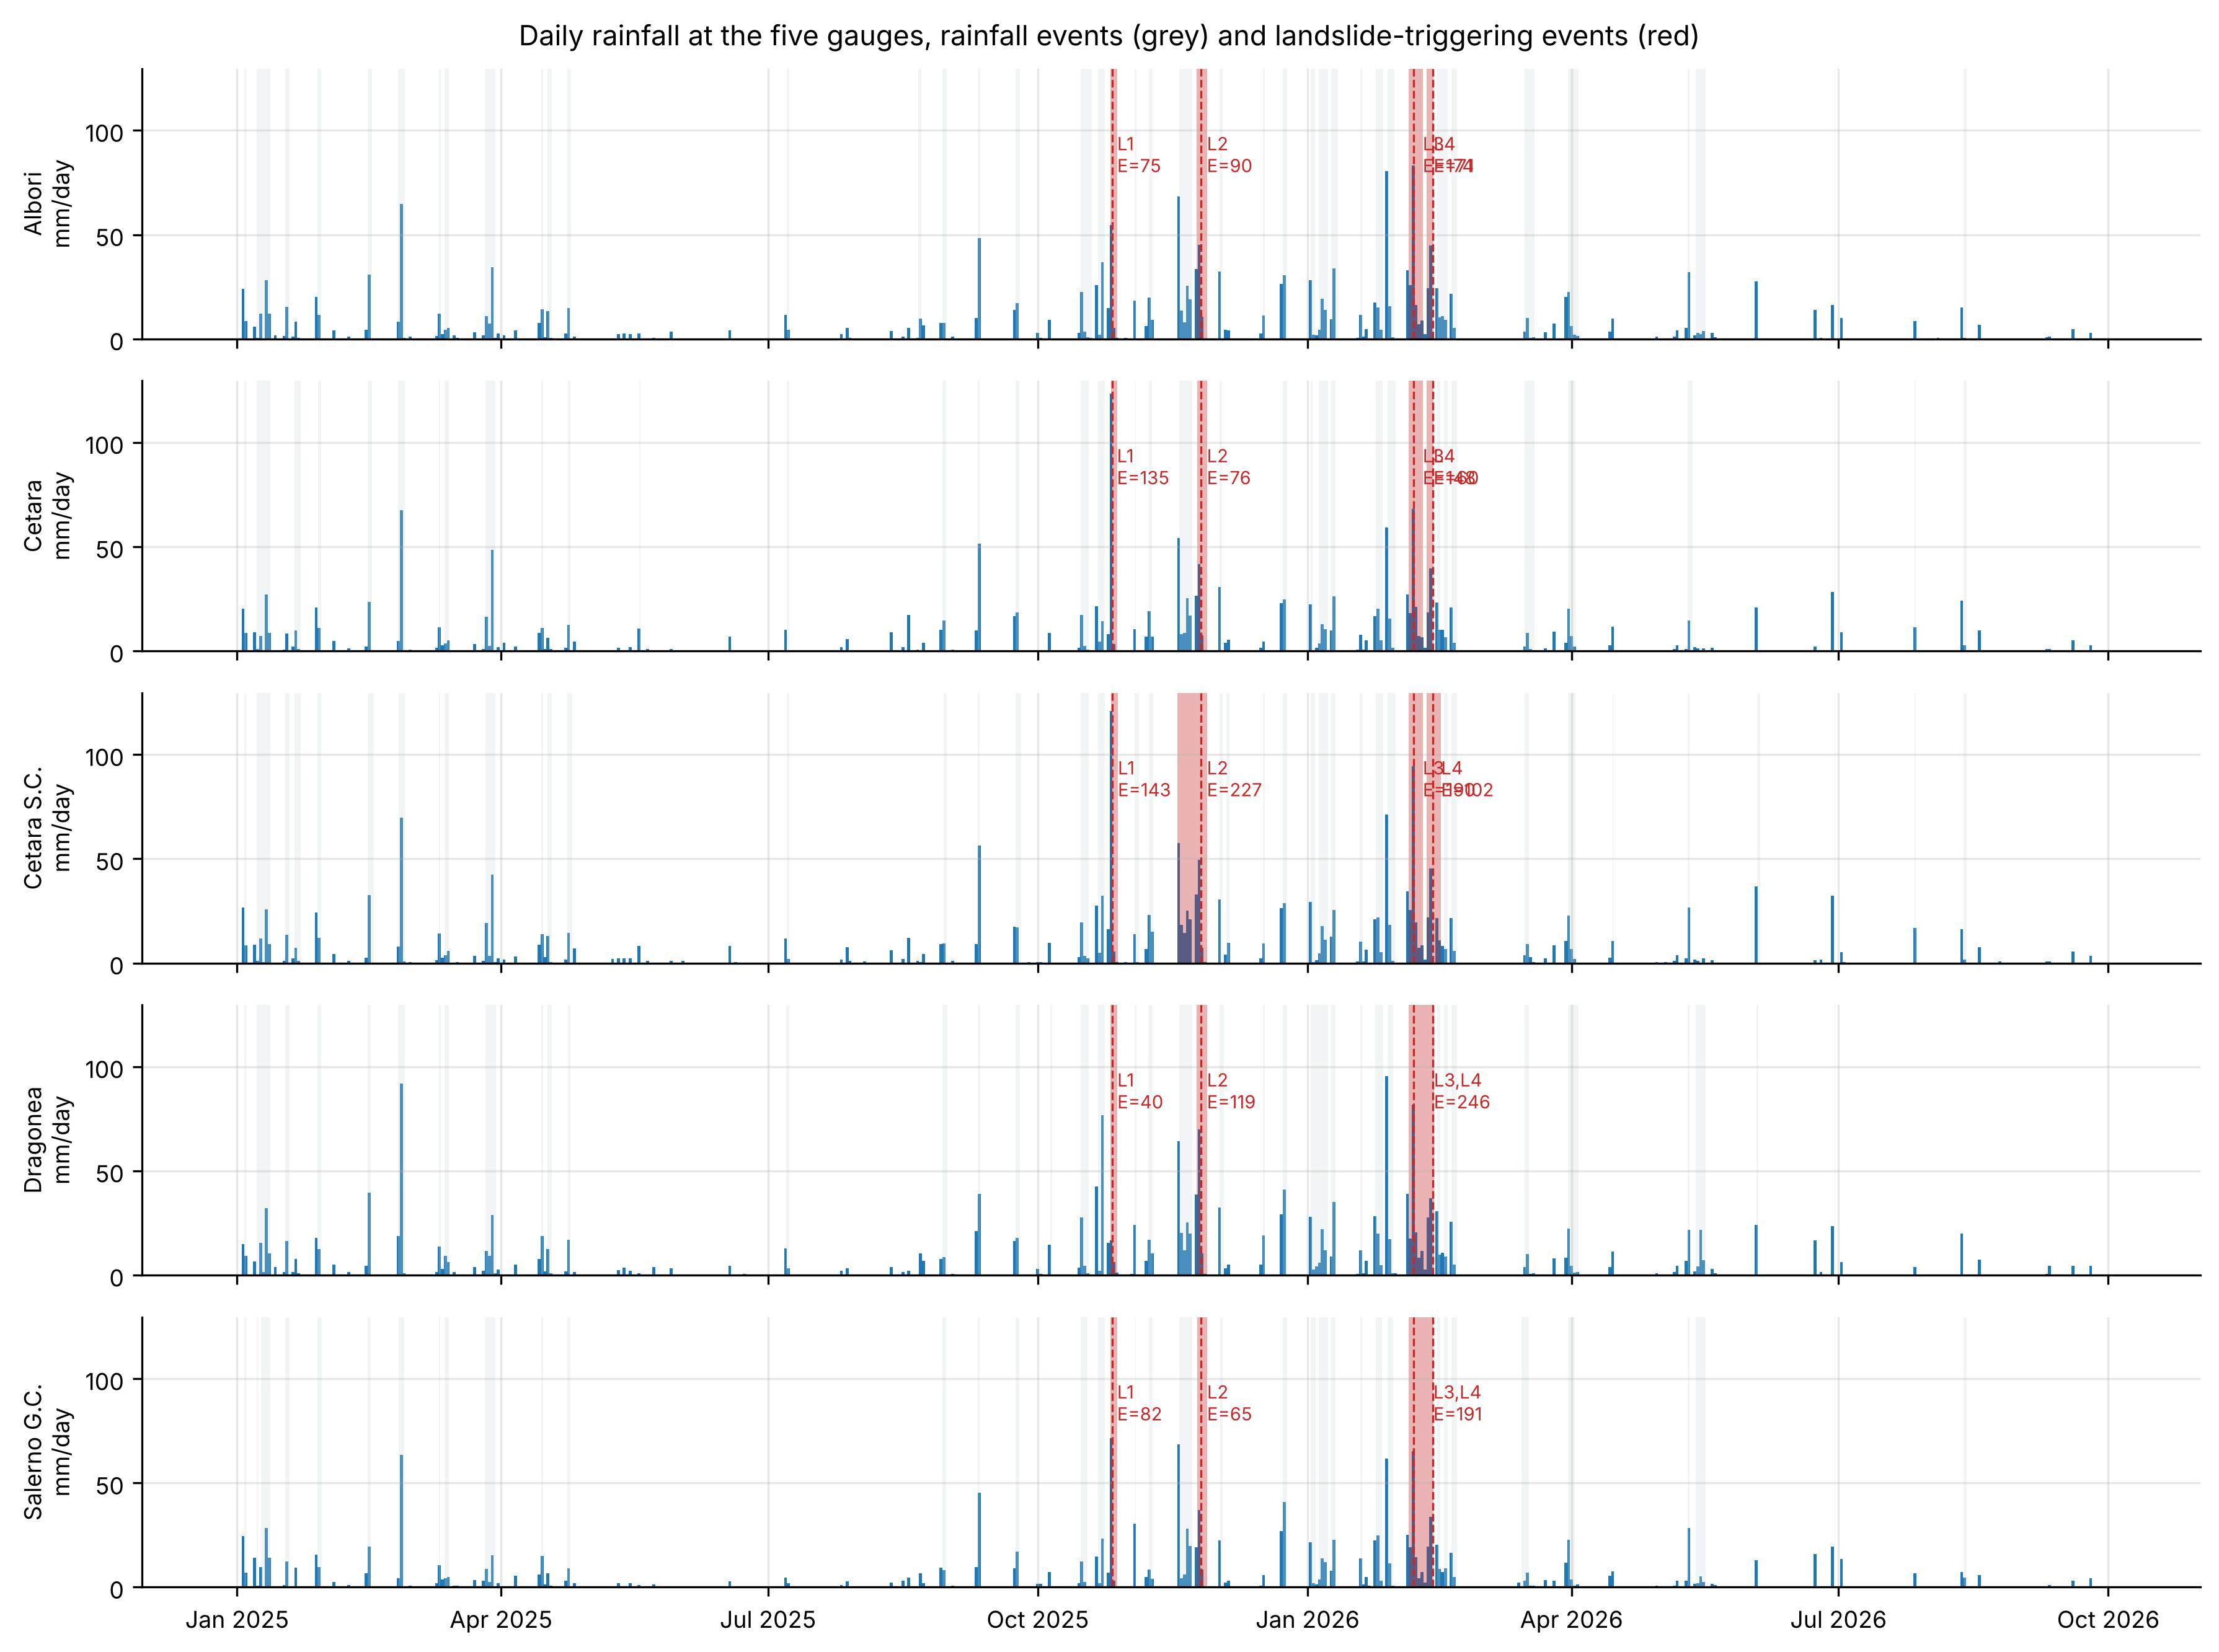 Daily rainfall at the five gauges, rainfall events (grey) and landslide-triggering events (red)
Albori
mm/day
100
50
0
L1
E=75
L2
E=90
Cetara
mm/day
100
50
0
L1
E=135
L2
E=76
Cetara S.C.
mm/day
100
50
0
L1
E=143
L2
E=227
L3
L4
Dragonea
mm/day
100
50
0
L1
E=40
L2
E=119
L3,L4
E=246
Salerno G.C.
mm/day
100
50
0
L1
E=82
L2
E=65
L3,L4
E=191
Jan 2025
Apr 2025
Jul 2025
Oct 2025
Jan 2026
Apr 2026
Jul 2026
Oct 2026